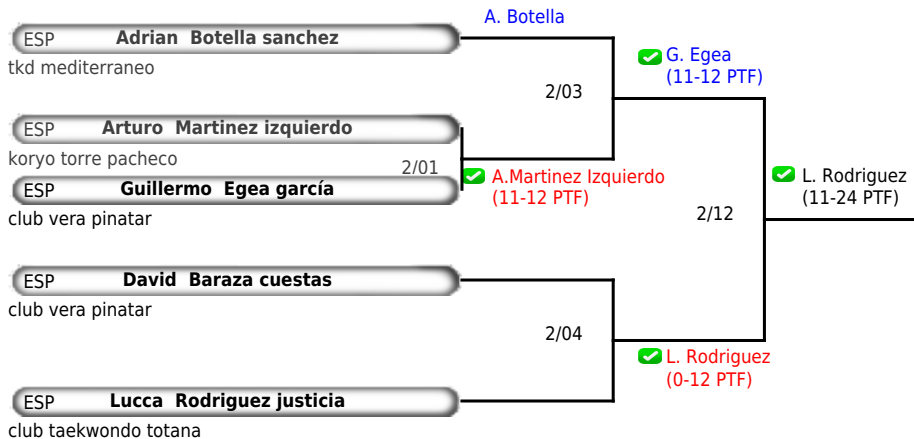 A. Botella
ESP Adrian Botella sanchez
tkd mediterraneo
G. Egea
(11-12 PTF)
2/03
ESP Arturo Martinez izquierdo
koryo torre pacheco
2/01
A.Martinez Izquierdo
(11-12 PTF)
ESP Guillermo Egea garcía
club vera pinatar
L. Rodriguez
(11-24 PTF)
2/12
ESP David Baraza cuestas
club vera pinatar
2/04
L. Rodriguez
(0-12 PTF)
ESP Lucca Rodriguez justicia
club taekwondo totana